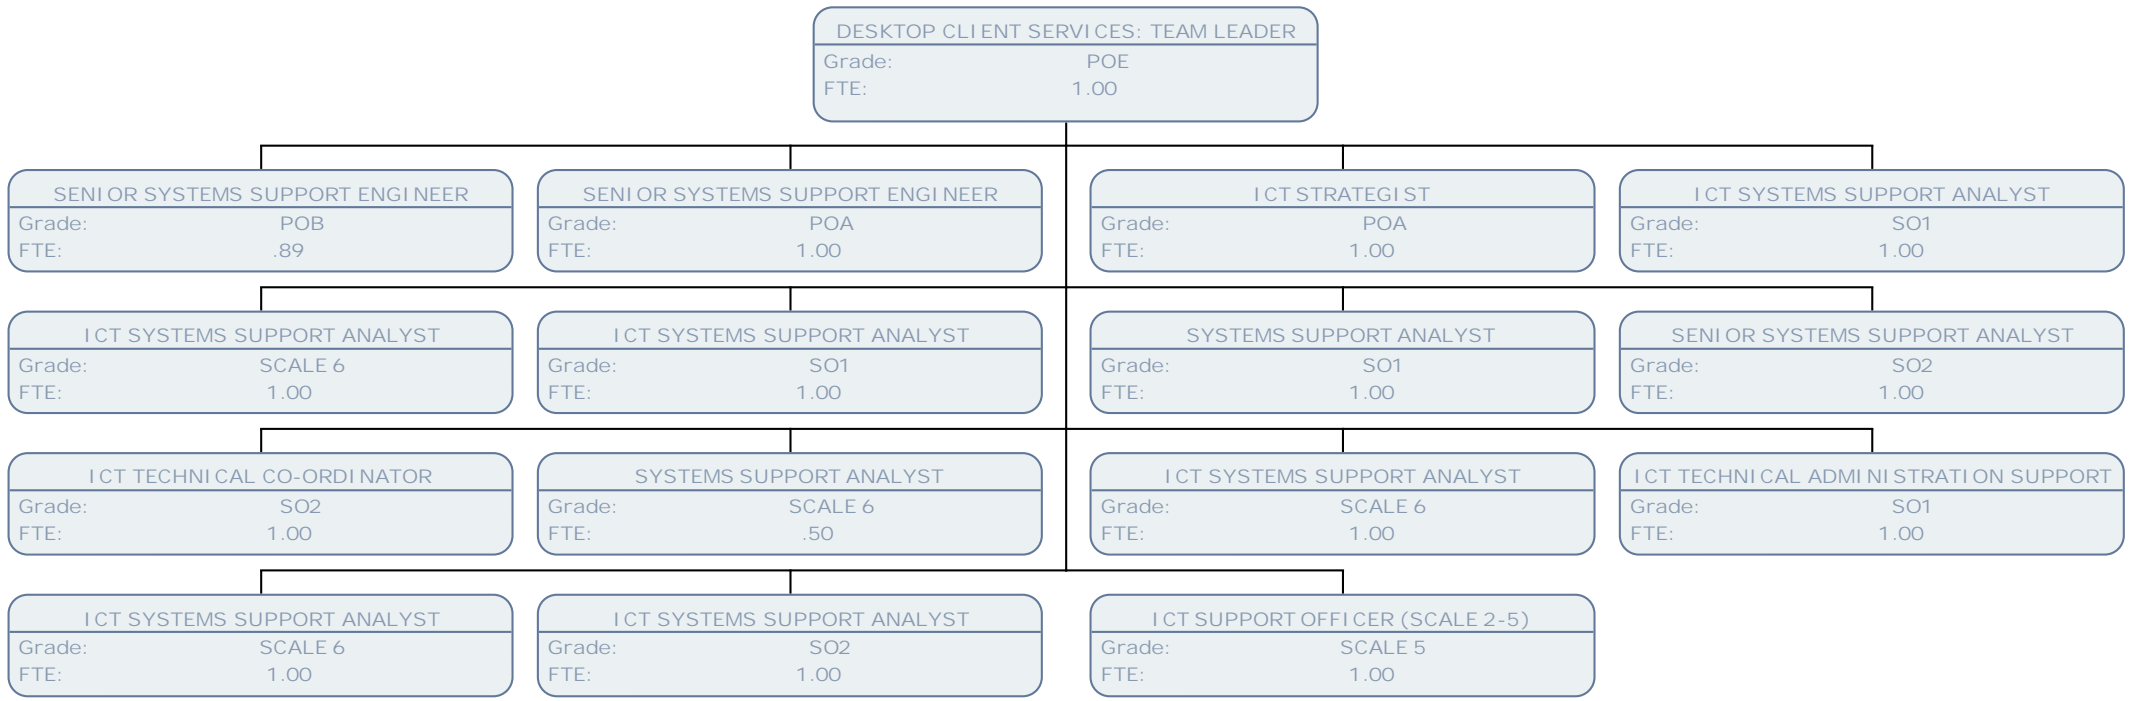 DESKTOP CLIENT SERVICES: TEAM LEADER
Grade: POE
FTE: 1.00
SENIOR SYSTEMS SUPPORT ENGINEER
Grade: POB
FTE: .89
SENIOR SYSTEMS SUPPORT ENGINEER
Grade: POA
FTE: 1.00
ICT STRATEGIST
Grade: POA
FTE: 1.00
ICT SYSTEMS SUPPORT ANALYST
Grade: SO1
FTE: 1.00
ICT SYSTEMS SUPPORT ANALYST
Grade: SCALE 6
FTE: 1.00
ICT SYSTEMS SUPPORT ANALYST
Grade: SO1
FTE: 1.00
SYSTEMS SUPPORT ANALYST
Grade: SO1
FTE: 1.00
SENIOR SYSTEMS SUPPORT ANALYST
Grade: SO2
FTE: 1.00
ICT TECHNICAL CO-ORDINATOR
Grade: SO2
FTE: 1.00
SYSTEMS SUPPORT ANALYST
Grade: SCALE 6
FTE: .50
ICT SYSTEMS SUPPORT ANALYST
Grade: SCALE 6
FTE: 1.00
ICT TECHNICAL ADMINISTRATION SUPPORT
Grade: SO1
FTE: 1.00
ICT SYSTEMS SUPPORT ANALYST
Grade: SCALE 6
FTE: 1.00
ICT SYSTEMS SUPPORT ANALYST
Grade: SO2
FTE: 1.00
ICT SUPPORT OFFICER (SCALE 2-5)
Grade: SCALE 5
FTE: 1.00